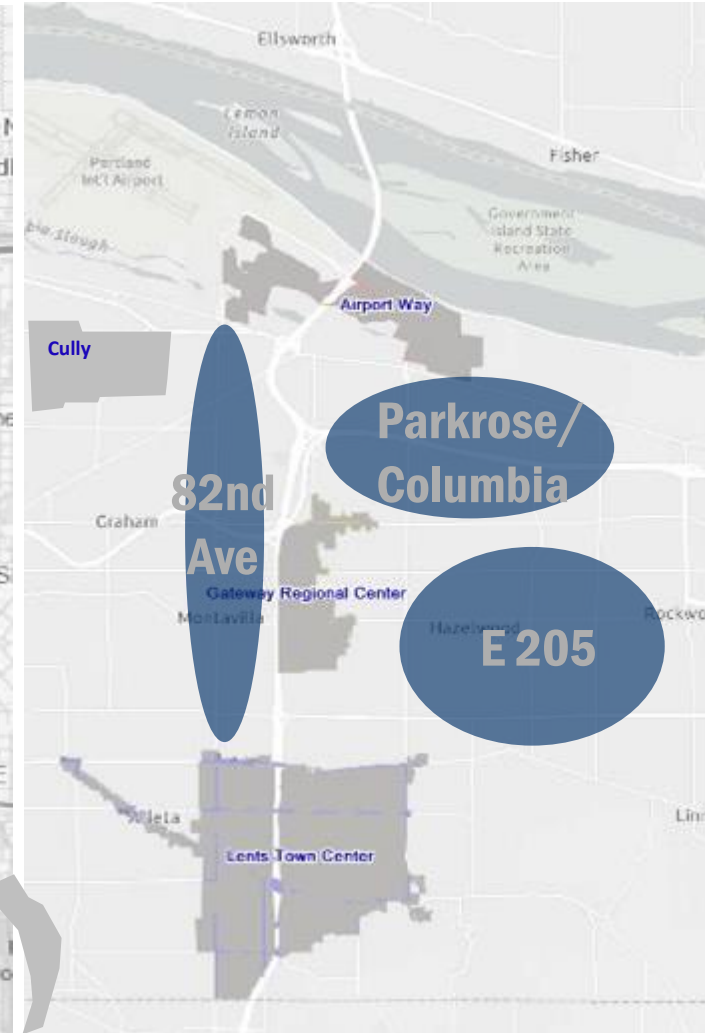 Ellsworth
Lemon
Island
Portland
Int'l Airport
Fisher
Government
Island State
Recreation
Area
Slough
Airport Way
Cully
Parkrose/
Columbia
82nd
Ave
Graham
Gateway Regional Center
Montavilla
Hazelwood
E 205
Lents Town Center